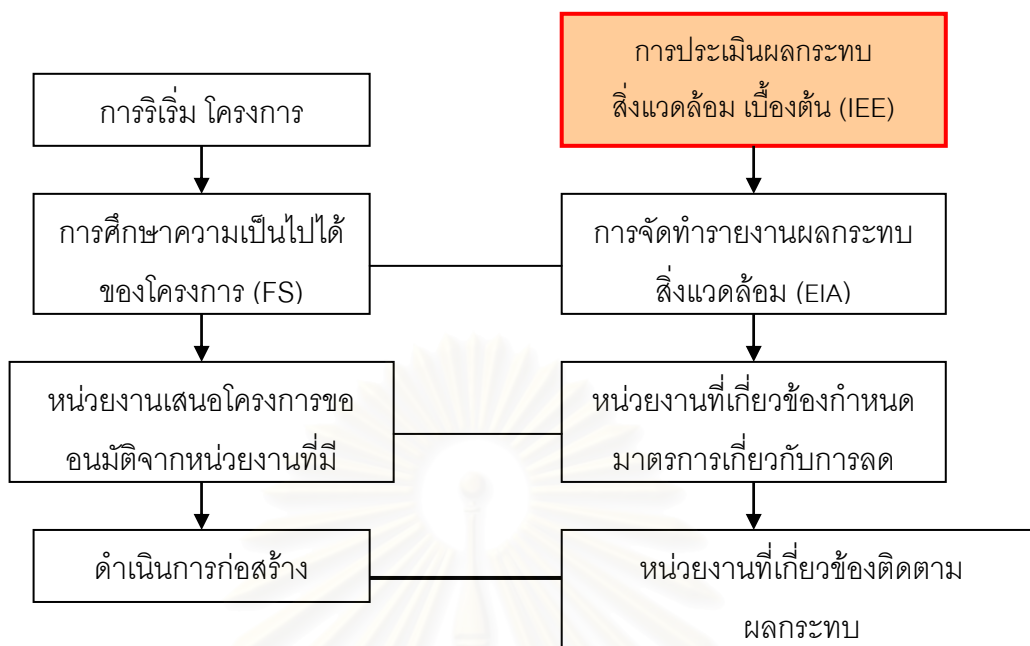 การริเริ่ม โครงการ
การศึกษาความเป็นไปได้
ของโครงการ (FS)
หน่วยงานเสนอโครงการขอ
อนมัติจากหน่วยงานที่มี
ดำเนินการก่อสร้าง
การประเมินผลกระทบ
สิ่งแวดล้อม เบื้องต้น (IEE)
การจัดทำรายงานผลกระทบ
สิ่งแวดล้อม (EIA)
หน่วยงานที่เกี่ยวข้องกำหนด
มาตรการเกี่ยวกับการลด
หน่วยงานที่เกี่ยวข้องติดตาม
ผลกระทบ